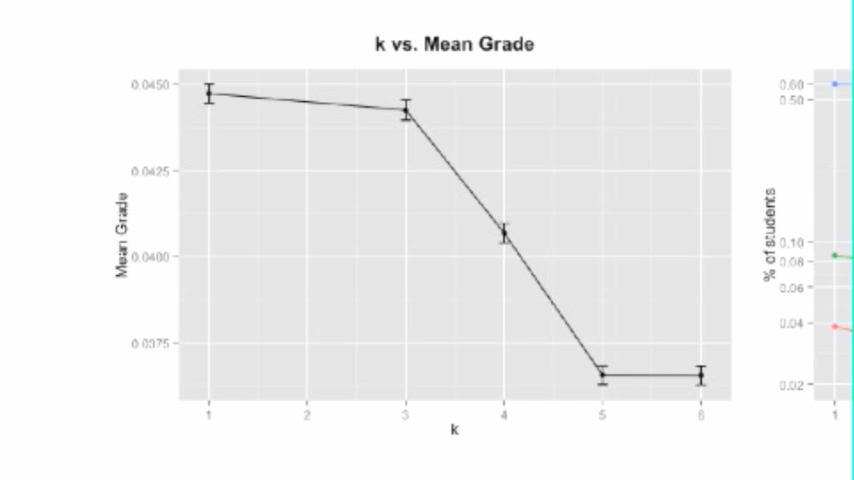 k vs. Mean Grade
0.0450
0.0425
0.0400
0.0375
Mean Grade
1 2 3 4 5 6
k
% of students
0.60
0.50
0.10
0.08
0.06
0.04
0.02
1